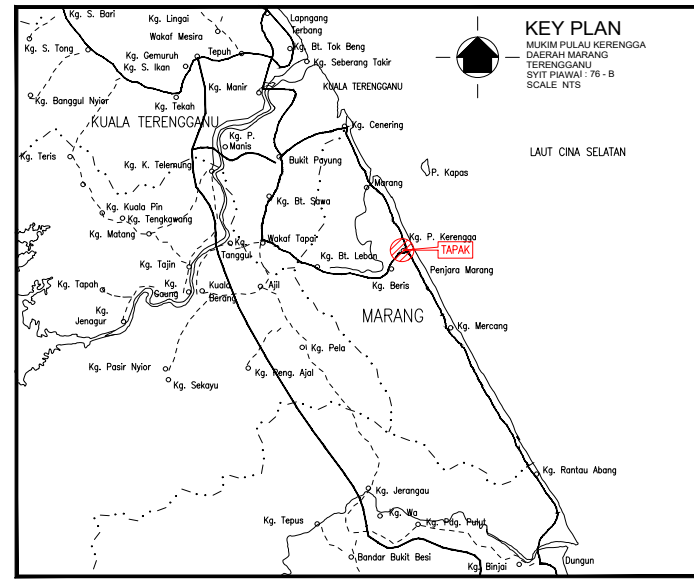 KEY PLAN
MUKIM PULAU KERENGGA
DAERAH MARANG
TERENGGANU
SYIT PIAWAI : 76 - B
SCALE NTS
Kg. S. Bari
Kg. Lingai
Wakaf Mesira
Lapngang
Terbang
Kg. S. Tong
Kg. Gemuruh
Tepuh
Kg. Bt. Tok Beng
Kg. S. Ikan
Kg. Seberang Takir
Kg. Banggul Nyior
Kg. Tekah
Kg. Manir
KUALA TERENGGANU
KUALA TERENGGANU
Kg. Cenering
Kg. P.
Manis
LAUT CINA SELATAN
Kg. Teris
Kg. K. Telemung
Bukit Payung
P. Kapas
Marang
Kg. Kuala Pin
Kg. Tengkawang
Kg. Bt. Sawa
Kg. Matang
Kg.
Tanggul
Wakaf Tapai
Kg. P. Kerengga
TAPAK
Kg. Bt. Leban
Kg. Tajin
Penjara Marang
Kg. Beris
Kg. Tapah
Kg.
Gaung
Kuala
Berang
Ajil
Kg.
Jenagur
MARANG
Kg. Mercang
Kg. Pela
Kg. Pasir Nyior
Kg. Peng. Ajal
Kg. Sekayu
Kg. Rantau Abang
Kg. Jerangau
Kg. Tepus
Kg. Wa
Kg. Pdg. Pulut
Bandar Bukit Besi
Kg. Binjai
Dungun